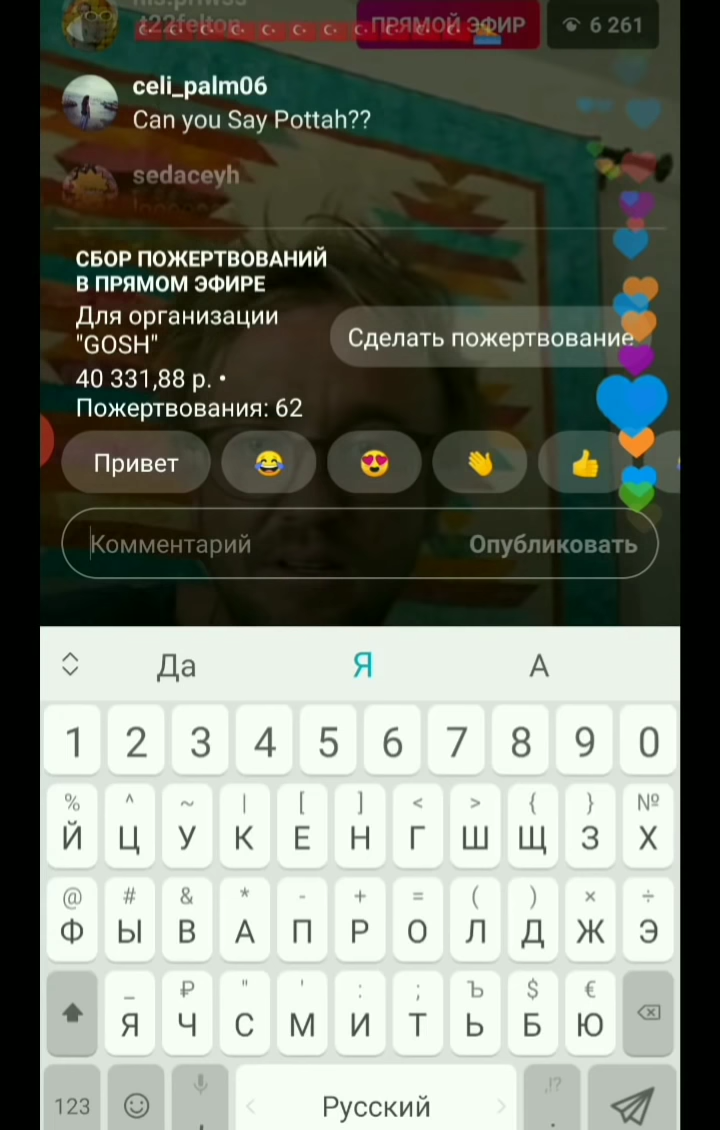 t22felton
ПРЯМОЙ ЭФИР
6 261
celi_palm06
Can you Say Pottah??
sedaceyh
СБОР ПОЖЕРТВОВАНИЙ
В ПРЯМОМ ЭФИРЕ
Для организации
"GOSH"
Сделать пожертвование
40 331,88 р. •
Пожертвования: 62
Привет
Комментарий
Опубликовать
Да Я А
1 2 3 4 5 6 7 8 9 0
% ^ ~ | [ ] < > { } №
Й Ц У К Е Н Г Ш Щ З Х
@ # & * - + = ( ) × ÷
Ф Ы В А П Р О Л Д Ж Э
_ ₽ " ' : ; Ъ $ €
Я Ч С М И Т Ь Б Ю
,!?
123 , < Русский > .